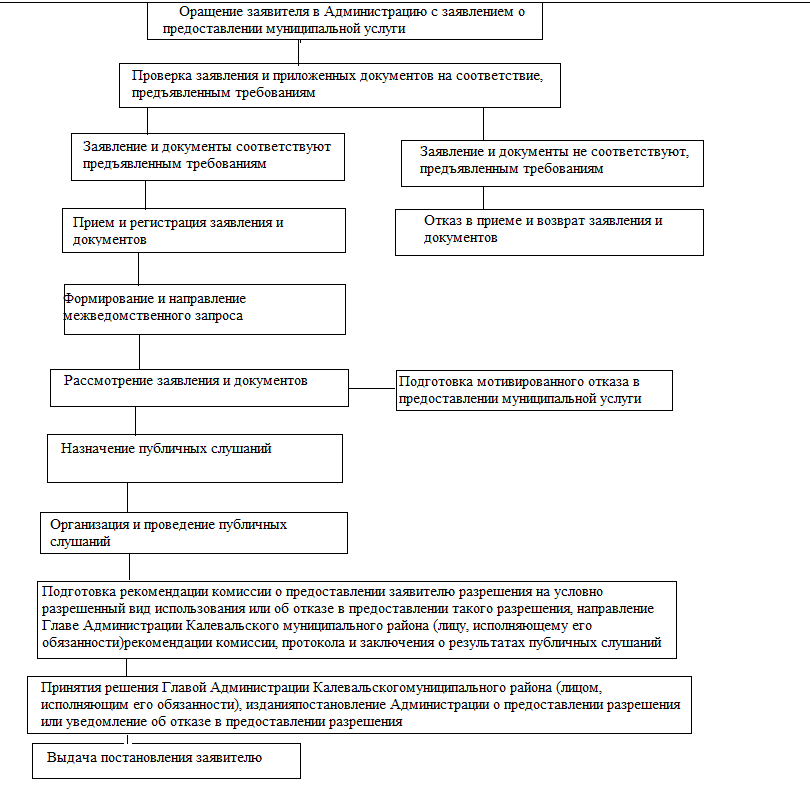 Оращение заявителя в Администрацию с заявлением о
предоставлении муниципальной услуги
Проверка заявления и приложенных документов на соответствие,
предъявленным требованиям
Заявление и документы соответствуют
предъявленным требованиям
Заявление и документы не соответствуют,
предъявленным требованиям
Прием и регистрация заявления и
документов
Отказ в приеме и возврат заявления и
документов
Формирование и направление
межведомственного запроса
Рассмотрение заявления и документов
Подготовка мотивированного отказа в
предоставлении муниципальной услуги
Назначение публичных слушаний
Организация и проведение публичных
слушаний
Подготовка рекомендации комиссии о предоставлении заявителю разрешения на условно
разрешенный вид использования или об отказе в предоставлении такого разрешения, направление
Главе Администрации Калевальского муниципального района (лицу, исполняющему его
обязанности)рекомендации комиссии, протокола и заключения о результатах публичных слушаний
Принятия решения Главой Администрации Калевальскогомуниципального района (лицом,
исполняющим его обязанности), изданияпостановление Администрации о предоставлении разрешения
или уведомление об отказе в предоставлении разрешения
Выдача постановления заявителю